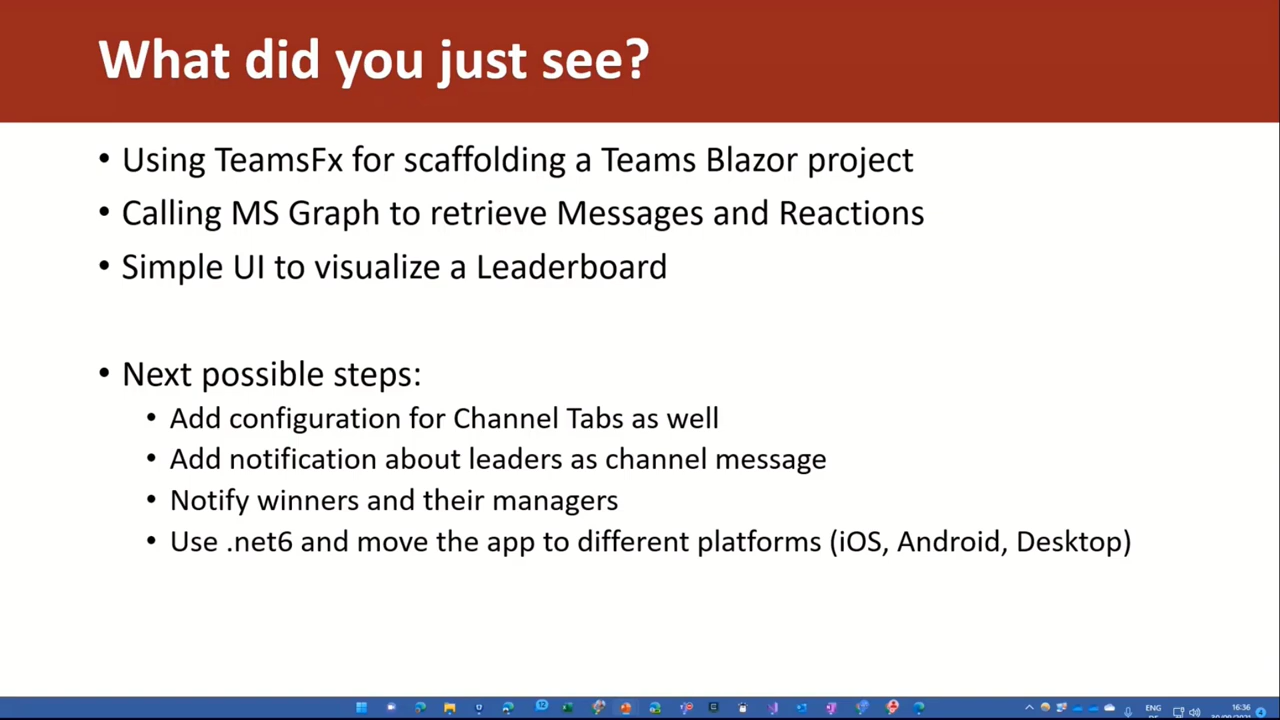 What did you just see?
• Using TeamsFx for scaffolding a Teams Blazor project
• Calling MS Graph to retrieve Messages and Reactions
• Simple UI to visualize a Leaderboard
• Next possible steps:
• Add configuration for Channel Tabs as well
• Add notification about leaders as channel message
• Notify winners and their managers
• Use .net6 and move the app to different platforms (iOS, Android, Desktop)
ENG
16:36